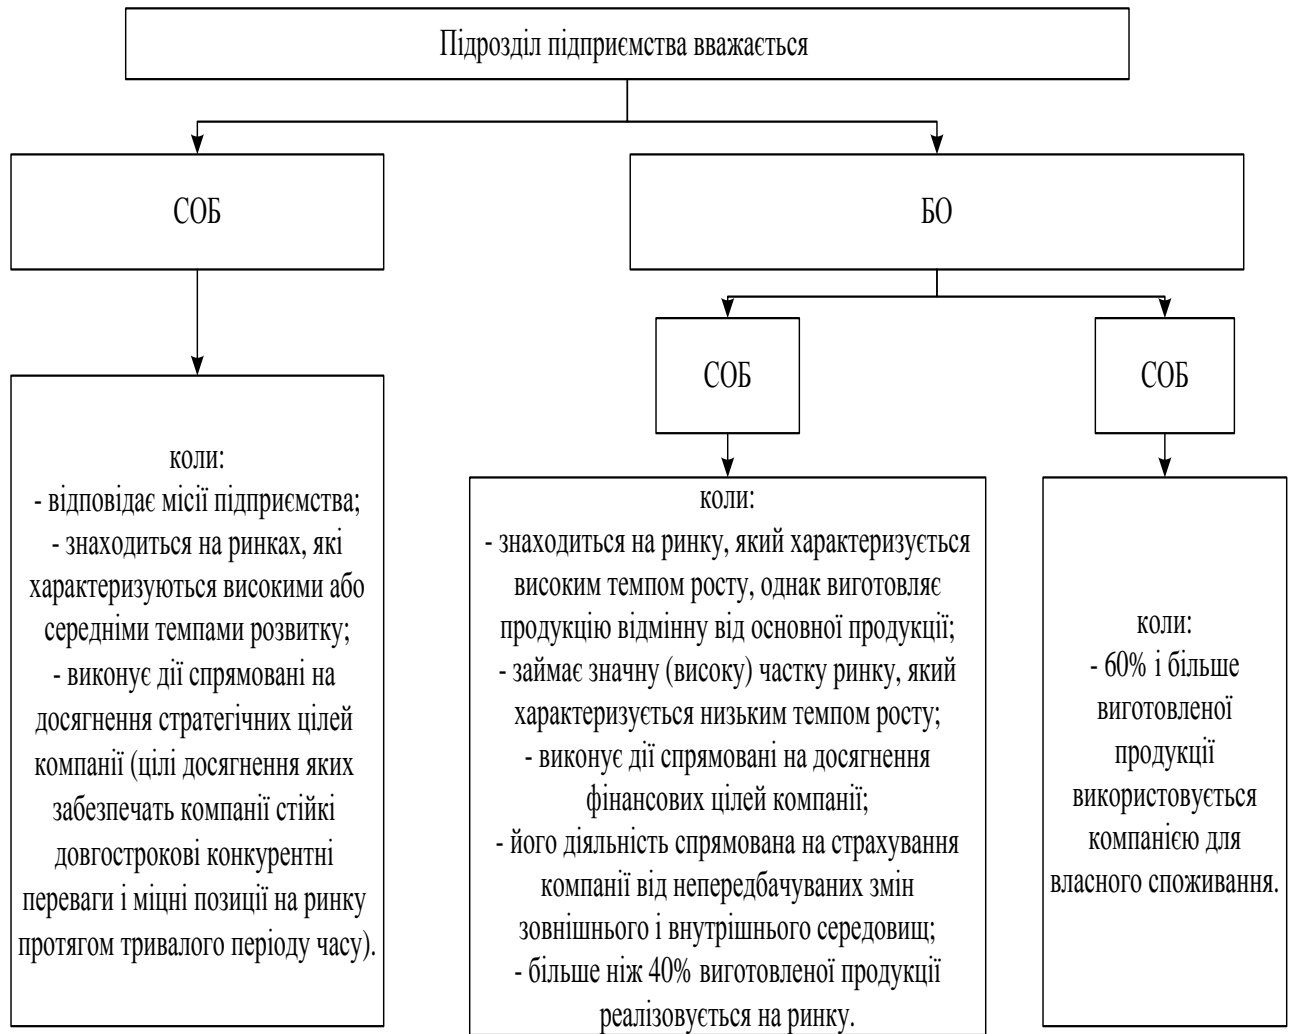 Підрозділ підприємства вважається
СОБ
БО
СОБ
СОБ
коли:
- відповідає місії підприємства;
- знаходиться на ринках, які
характеризуються високими або
середніми темпами розвитку;
- виконує дії спрямовані на
досягнення стратегічних цілей
компанії (цілі досягнення яких
забезпечать компанії стійкі
довгострокові конкурентні
переваги і міцні позиції на ринку
протягом тривалого періоду часу).
коли:
- знаходиться на ринку, який характеризується
високим темпом росту, однак виготовляє
продукцію відмінну від основної продукції;
- займає значну (високу) частку ринку, який
характеризується низьким темпом росту;
- виконує дії спрямовані на досягнення
фінансових цілей компанії;
- його діяльність спрямована на страхування
компанії від непередбачуваних змін
зовнішнього і внутрішнього середовищ;
- більше ніж 40% виготовленої продукції
реалізовується на ринку.
коли:
- 60% і більше
виготовленої
продукції
використовується
компанією для
власного споживання.